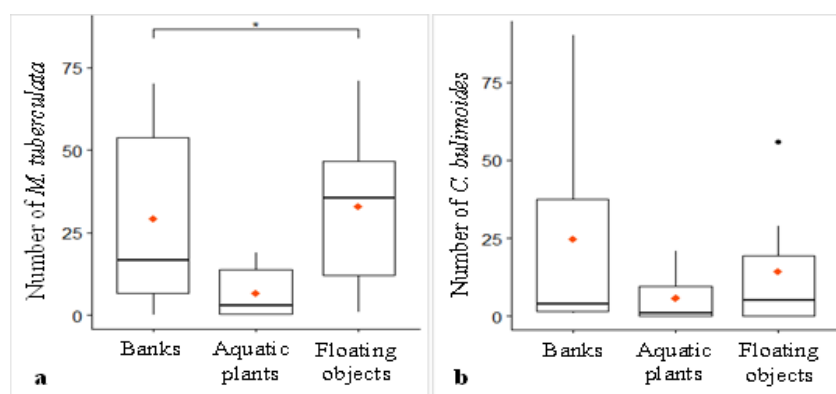 Number of M. tuberculata
75
50
25
0
*
Banks
Aquatic
plants
Floating
objects
a
Number of C. bulimoides
75
50
25
0
Banks
Aquatic
plants
Floating
objects
b